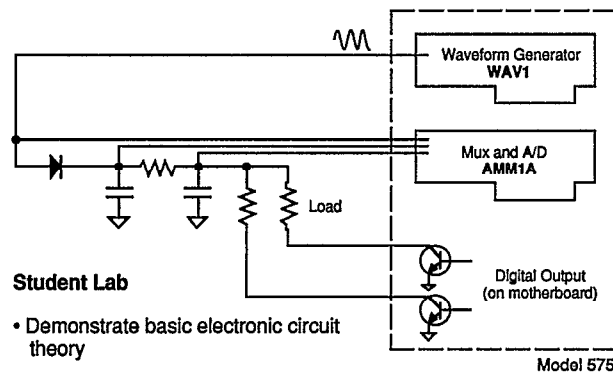 Waveform Generator
WAV1
Mux and A/D
AMM1A
Load
Digital Output
(on motherboard)
Student Lab
• Demonstrate basic electronic circuit
theory
Model 575